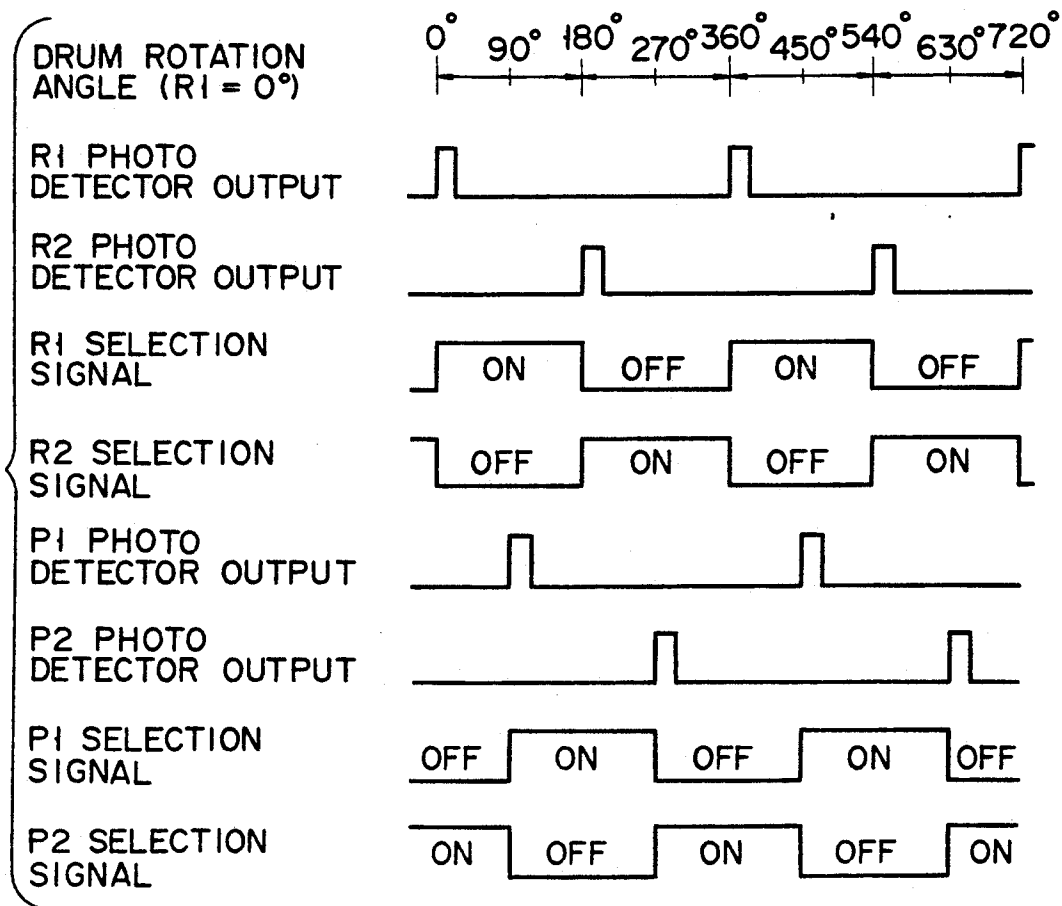 DRUM ROTATION
ANGLE (R1 = 0°)
0° 90° 180° 270° 360° 450° 540° 630° 720°
R1 PHOTO
DETECTOR OUTPUT
R2 PHOTO
DETECTOR OUTPUT
R1 SELECTION
SIGNAL
ON OFF ON OFF
R2 SELECTION
SIGNAL
OFF ON OFF ON
P1 PHOTO
DETECTOR OUTPUT
P2 PHOTO
DETECTOR OUTPUT
P1 SELECTION
SIGNAL
OFF ON OFF ON OFF
P2 SELECTION
SIGNAL
ON OFF ON OFF ON